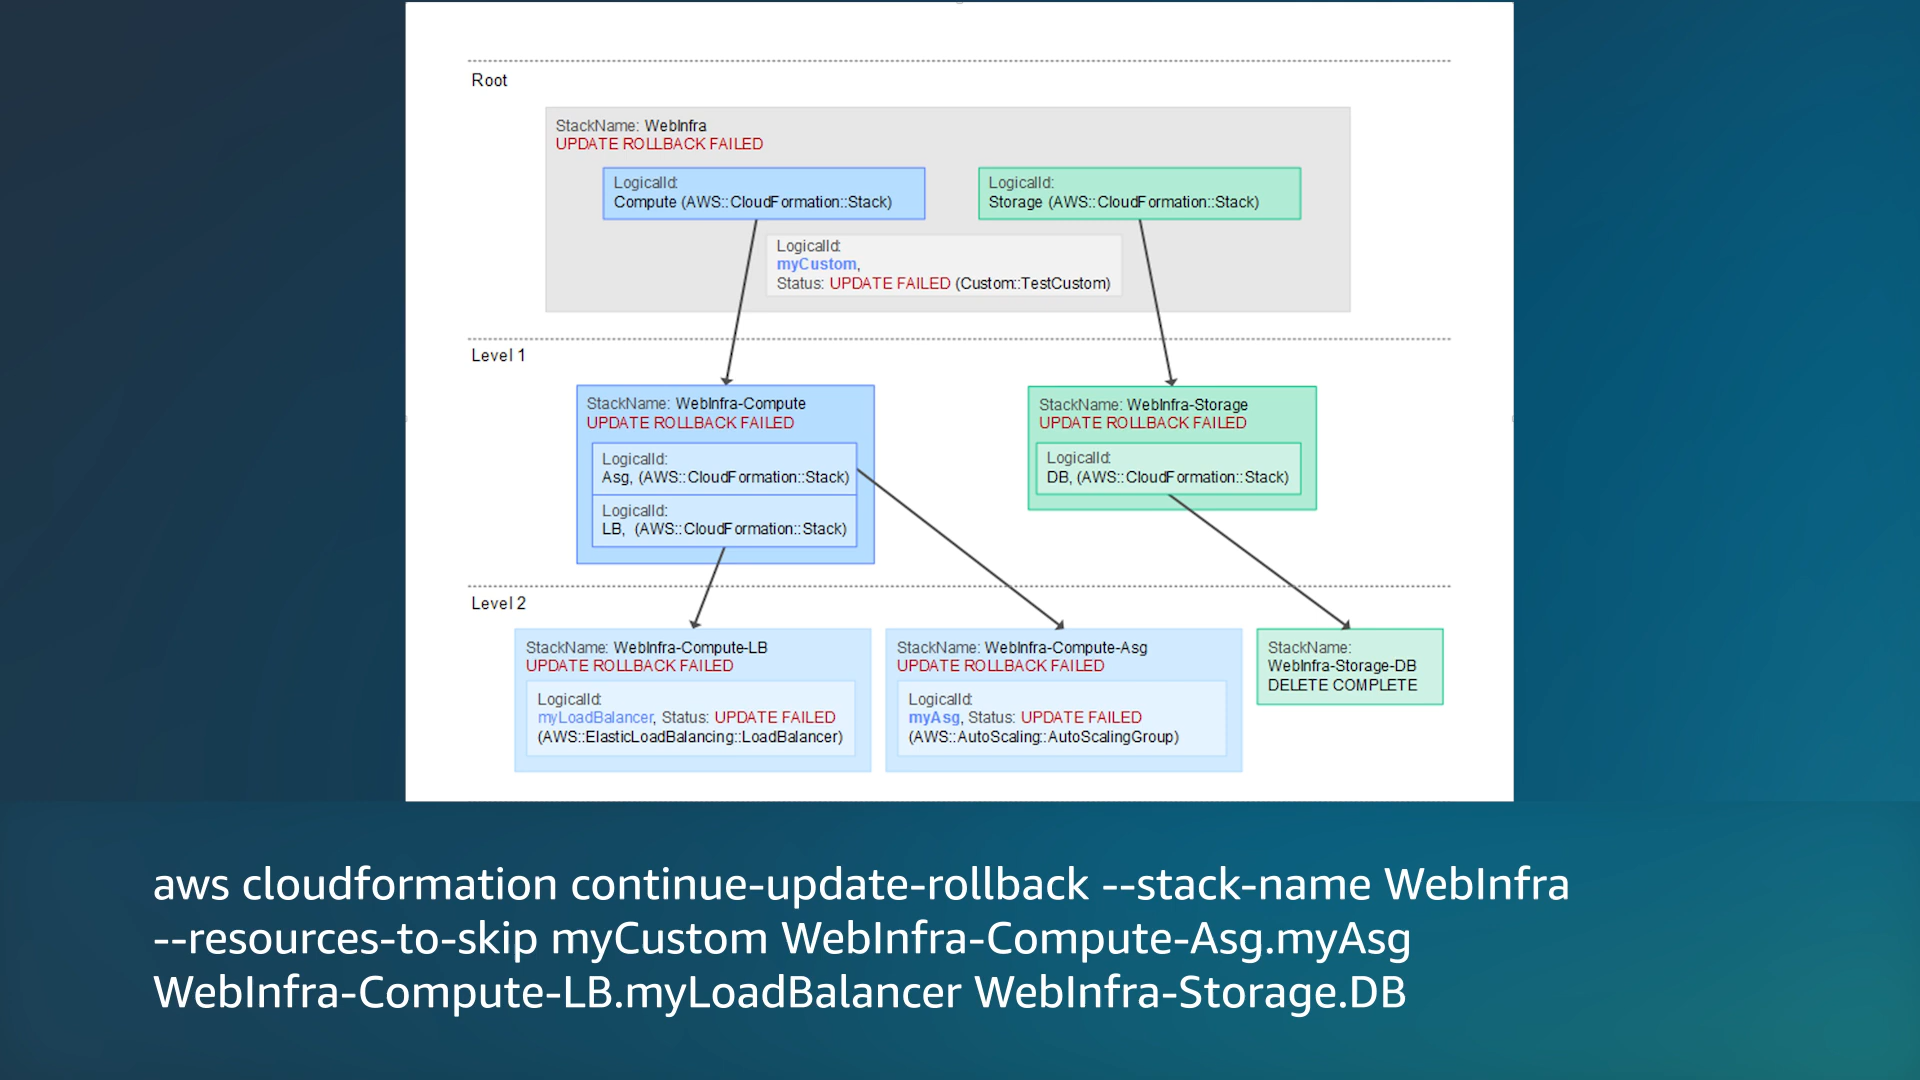 Root
StackName: WebInfra
UPDATE ROLLBACK FAILED
LogicalId:
Compute (AWS::CloudFormation::Stack)
LogicalId:
Storage (AWS::CloudFormation::Stack)
LogicalId:
myCustom,
Status: UPDATE FAILED (Custom::TestCustom)
Level 1
StackName: WebInfra-Compute
UPDATE ROLLBACK FAILED
LogicalId:
Asg, (AWS::CloudFormation::Stack)
LogicalId:
LB, (AWS::CloudFormation::Stack)
StackName: WebInfra-Storage
UPDATE ROLLBACK FAILED
LogicalId:
DB, (AWS::CloudFormation::Stack)
Level 2
StackName: WebInfra-Compute-LB
UPDATE ROLLBACK FAILED
LogicalId:
myLoadBalancer, Status: UPDATE FAILED
(AWS::ElasticLoadBalancing::LoadBalancer)
StackName: WebInfra-Compute-Asg
UPDATE ROLLBACK FAILED
LogicalId:
myAsg, Status: UPDATE FAILED
(AWS::AutoScaling::AutoScalingGroup)
StackName:
WebInfra-Storage-DB
DELETE COMPLETE
aws cloudformation continue-update-rollback --stack-name WebInfra
--resources-to-skip myCustom WebInfra-Compute-Asg.myAsg
WebInfra-Compute-LB.myLoadBalancer WebInfra-Storage.DB